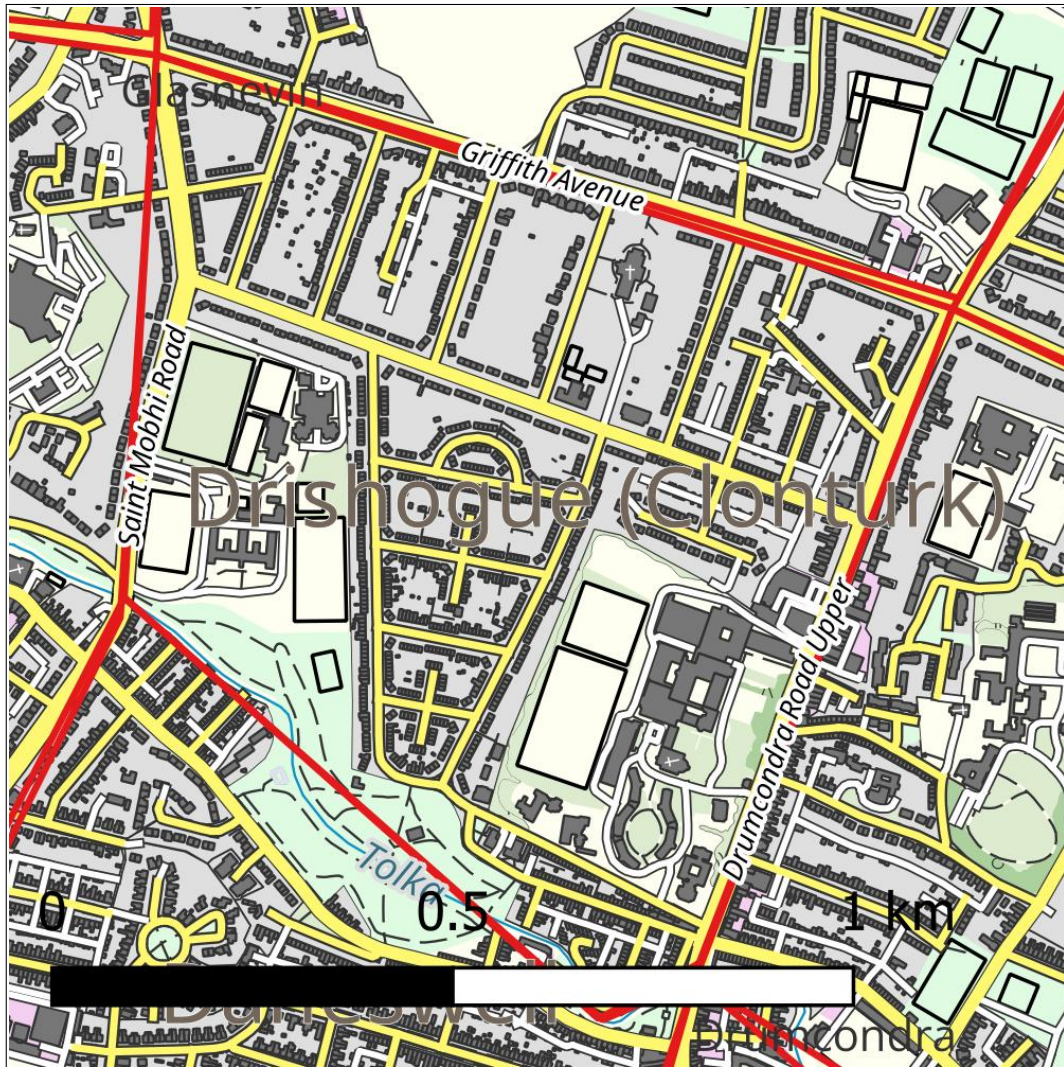 Glasnevin
Griffith Avenue
Saint Mobhi Road
Drishogue (Clonturk)
Drumcondra Road Upper
Tolka
0 0.5 1 km
Drumcondra